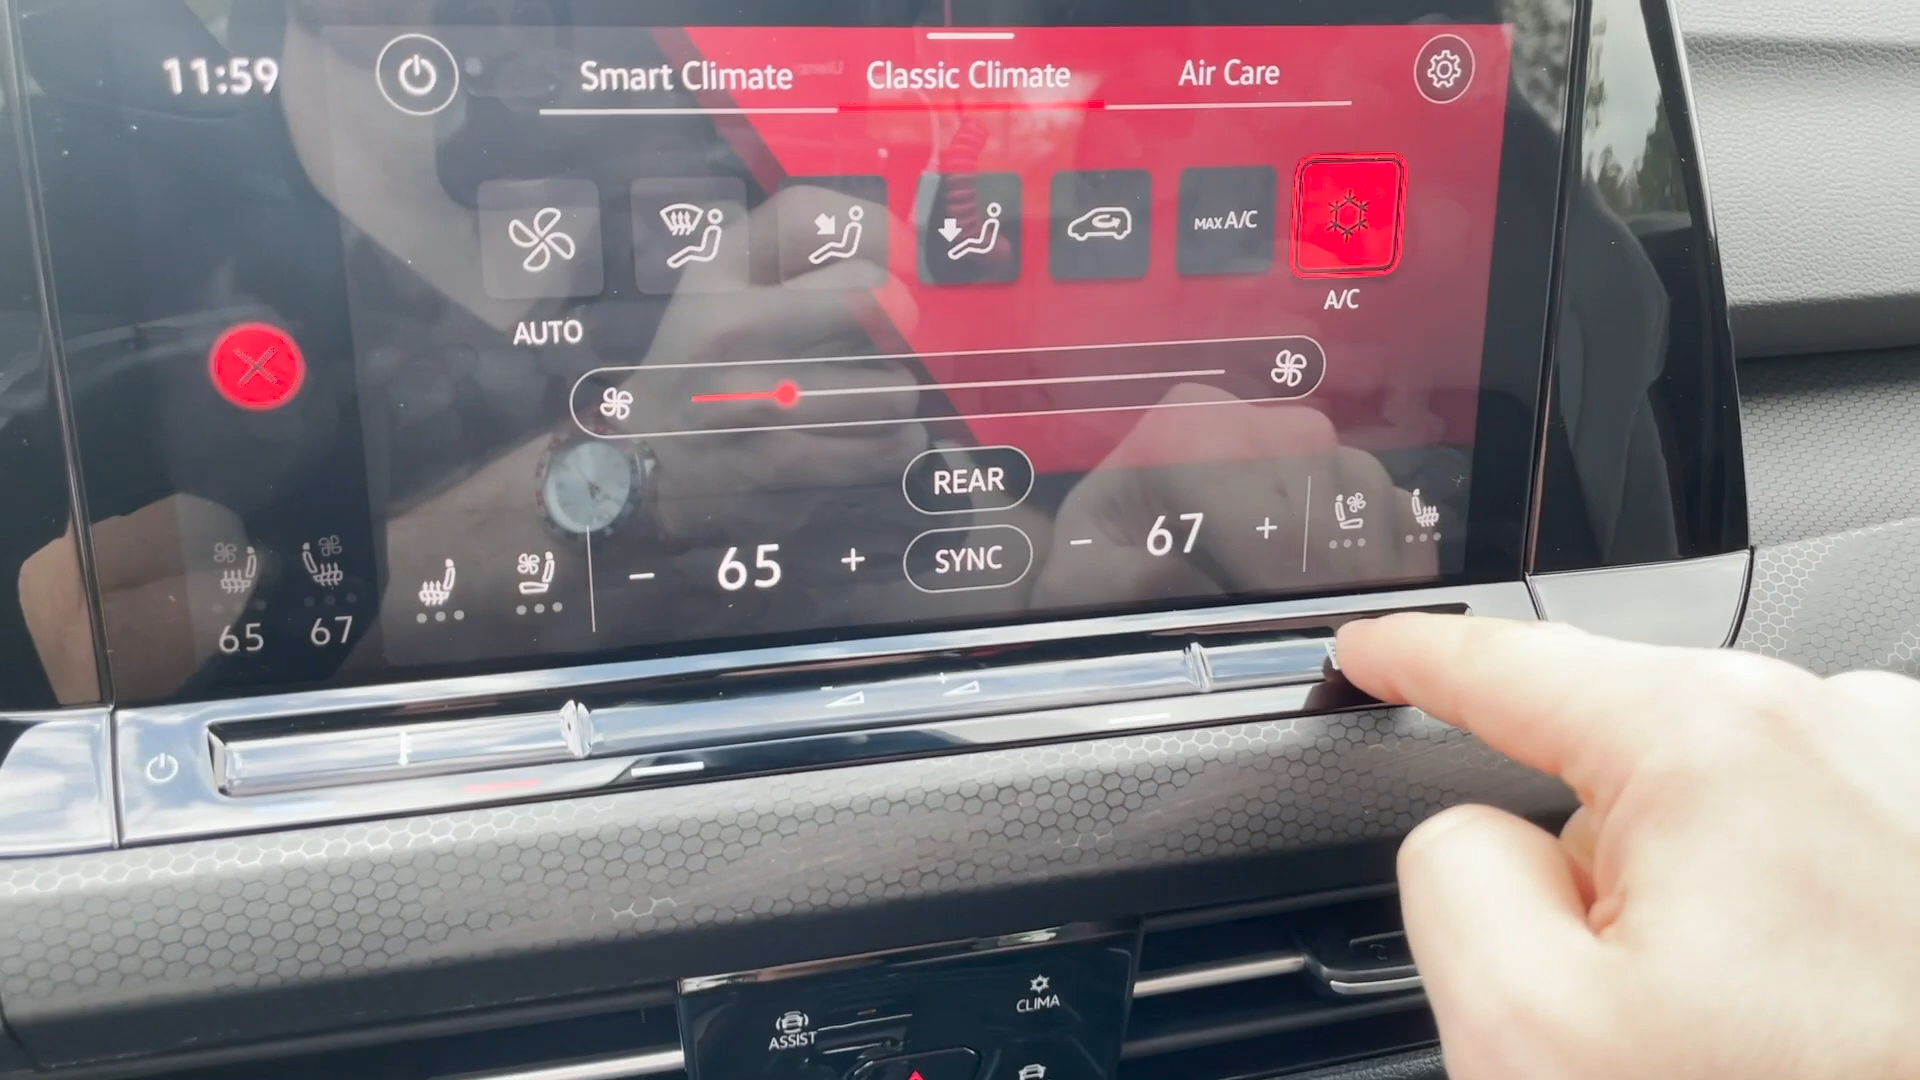 11:59
Smart Climate
Classic Climate
Air Care
MAX A/C
A/C
AUTO
REAR
SYNC
65
67
65
67
CLIMA
ASSIST